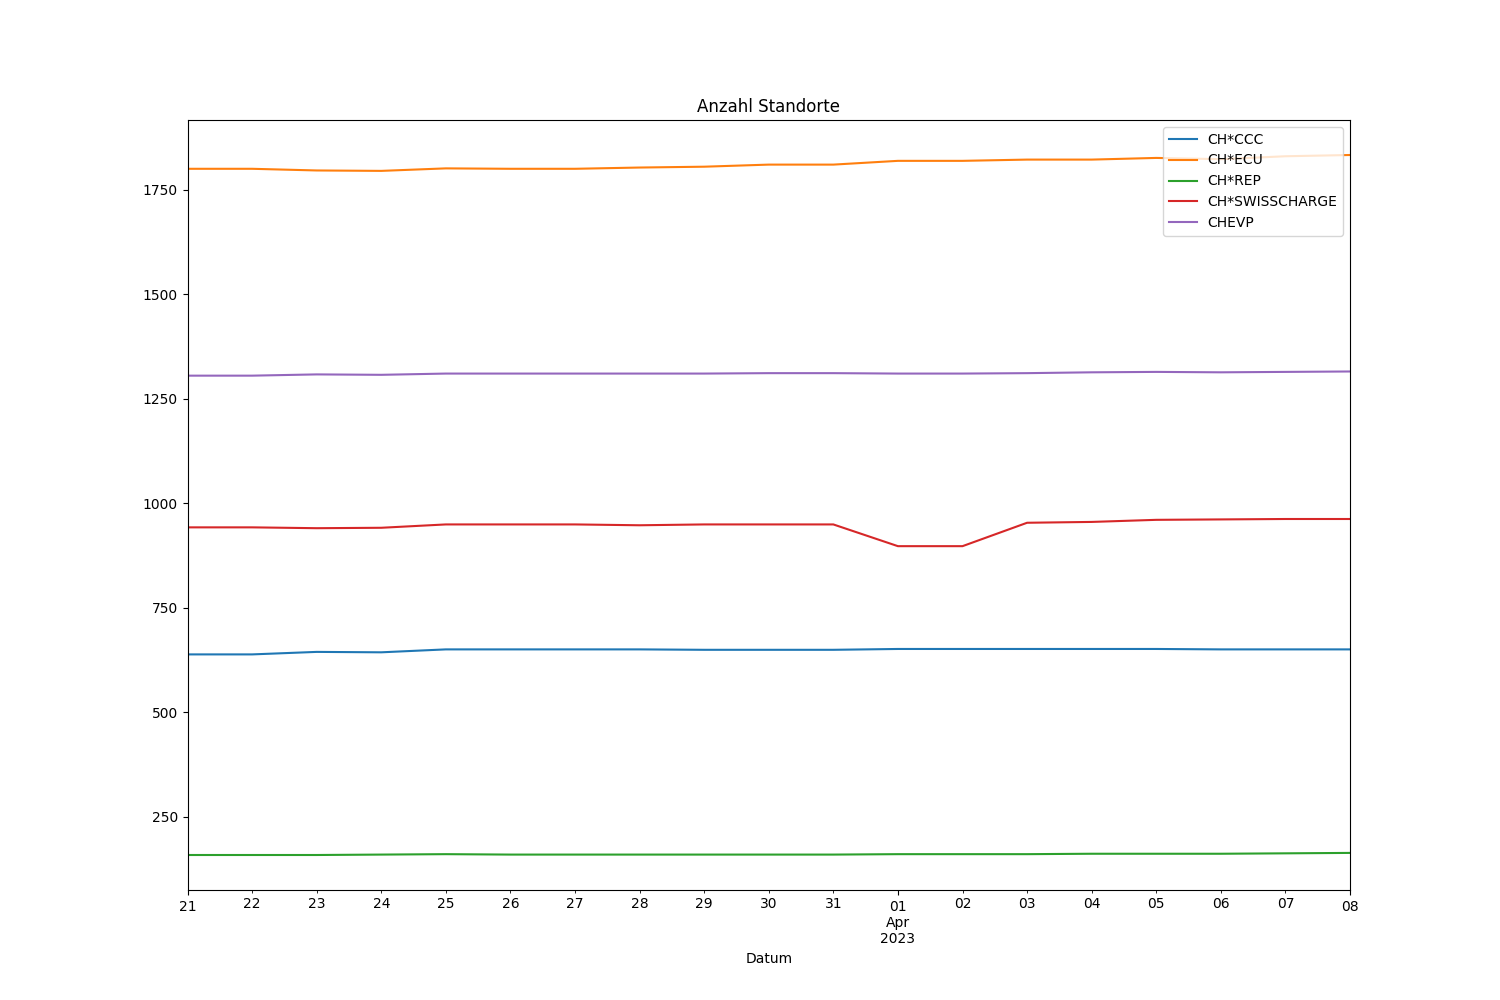 Anzahl Standorte
CH*CCC
CH*ECU
CH*REP
CH*SWISSCHARGE
CHEVP
1750
1500
1250
1000
750
500
250
21 22 23 24 25 26 27 28 29 30 31 01 02 03 04 05 06 07 08
Apr
2023
Datum